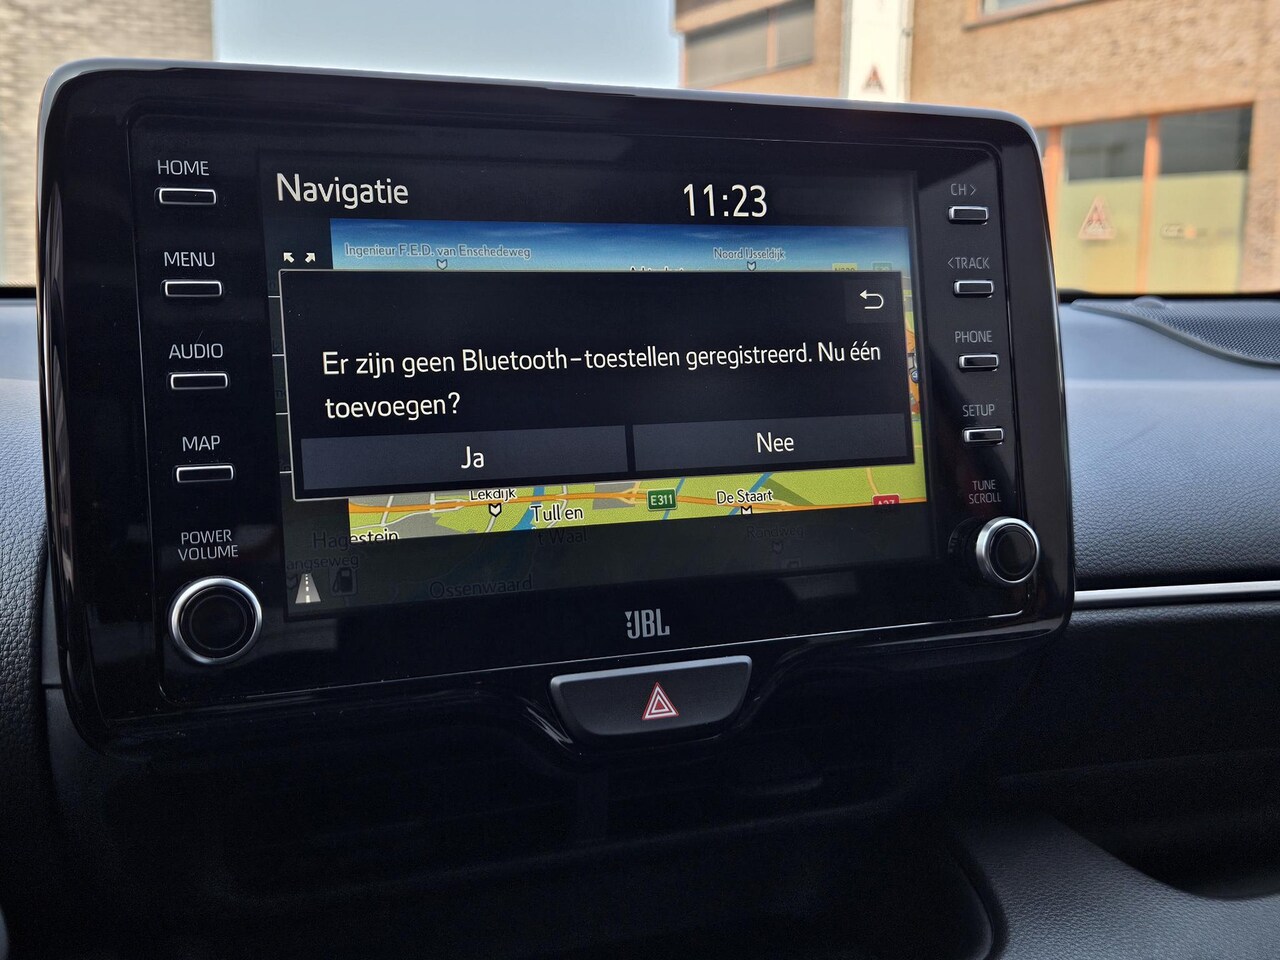 HOME
MENU
AUDIO
MAP
POWER
VOLUME
Navigatie
11:23
Ingenieur F.E.D. van Enschedeweg
Noord IJsseldijk
Er zijn geen Bluetooth-toestellen geregistreerd. Nu één
toevoegen?
Ja
Nee
Lekdijk
E311
De Staart
A27
Tull en
't Waal
Hagestein
Ossenwaard
CH >
< TRACK
PHONE
SETUP
TUNE
SCROLL
JBL